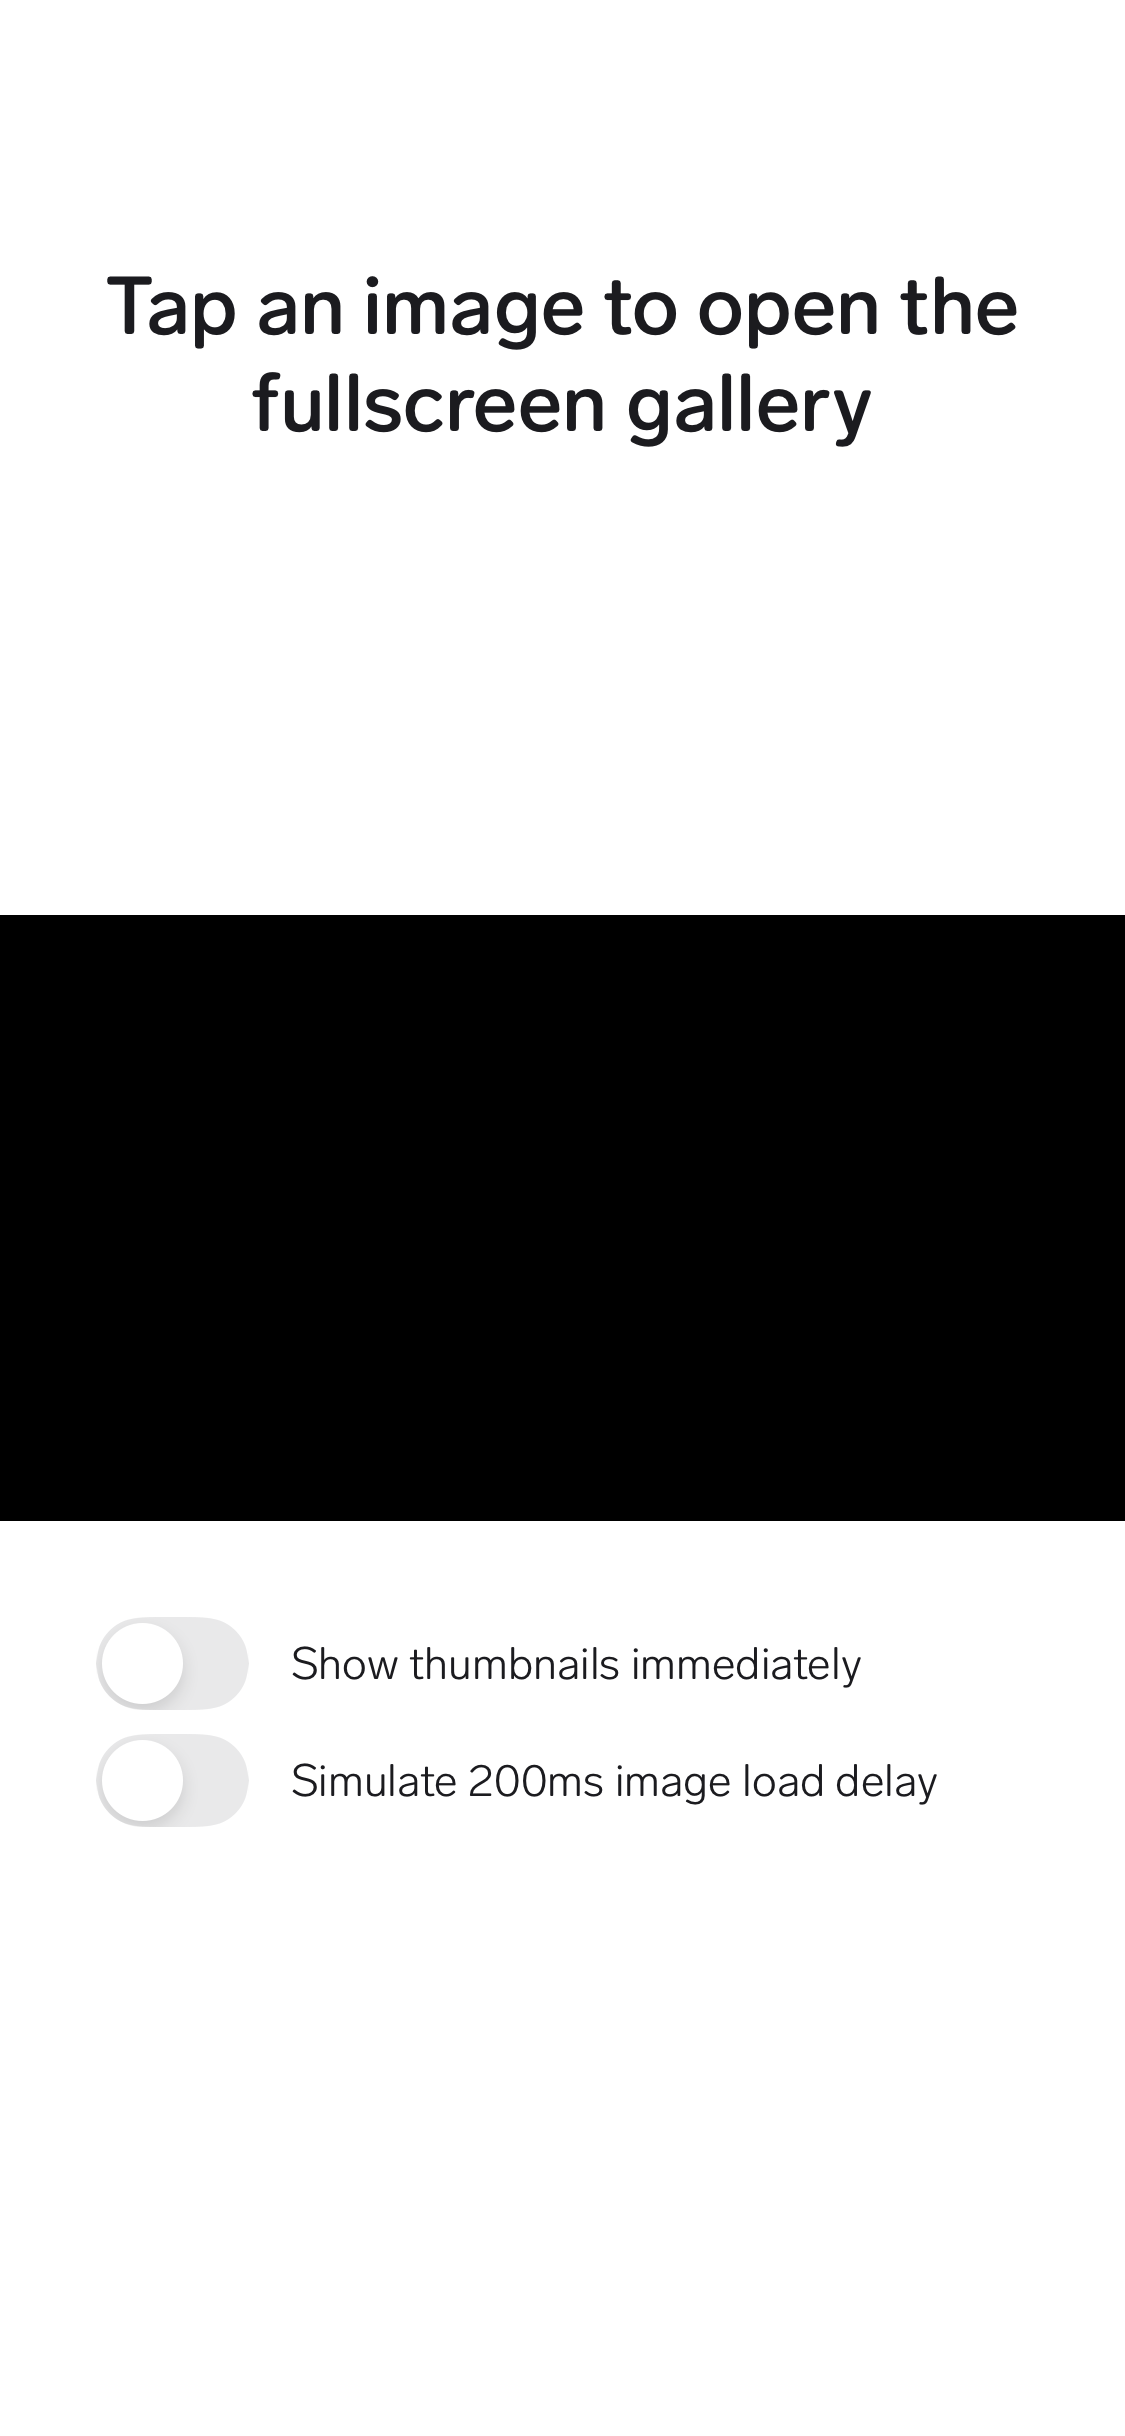 Tap an image to open the
fullscreen gallery
Show thumbnails immediately
Simulate 200ms image load delay